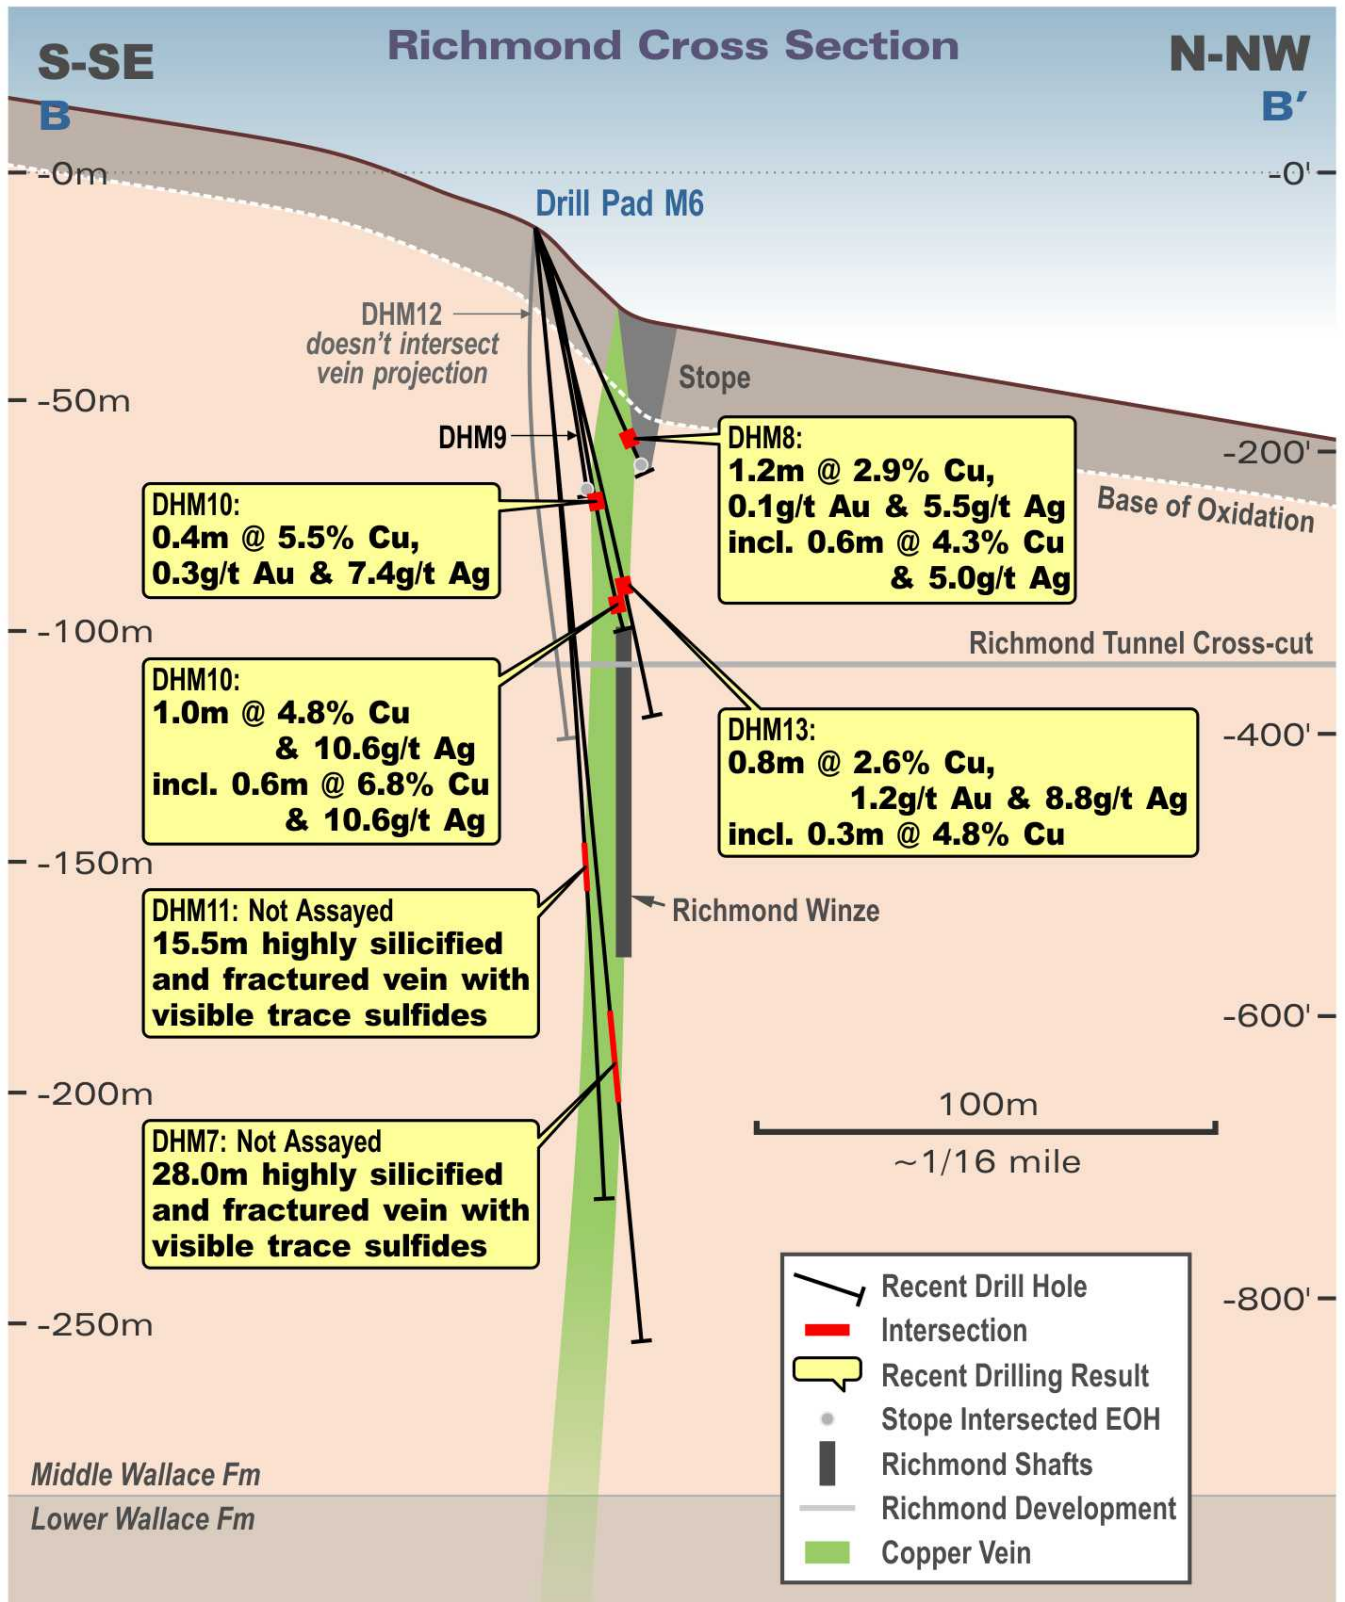 Richmond Cross Section
S-SE
N-NW
B
B'
-0m
-0'
Drill Pad M6
DHM12
doesn't intersect
vein projection
Stope
-50m
DHM9
-200'
DHM8:
1.2m @ 2.9% Cu,
0.1g/t Au & 5.5g/t Ag
incl. 0.6m @ 4.3% Cu
& 5.0g/t Ag
Base of Oxidation
DHM10:
0.4m @ 5.5% Cu,
0.3g/t Au & 7.4g/t Ag
-100m
Richmond Tunnel Cross-cut
DHM10:
1.0m @ 4.8% Cu
& 10.6g/t Ag
incl. 0.6m @ 6.8% Cu
& 10.6g/t Ag
DHM13:
0.8m @ 2.6% Cu,
1.2g/t Au & 8.8g/t Ag
incl. 0.3m @ 4.8% Cu
-400'
-150m
DHM11: Not Assayed
15.5m highly silicified
and fractured vein with
visible trace sulfides
Richmond Winze
-600'
-200m
100m
~1/16 mile
DHM7: Not Assayed
28.0m highly silicified
and fractured vein with
visible trace sulfides
-800'
-250m
Recent Drill Hole
Intersection
Recent Drilling Result
Stope Intersected EOH
Richmond Shafts
Richmond Development
Copper Vein
Middle Wallace Fm
Lower Wallace Fm